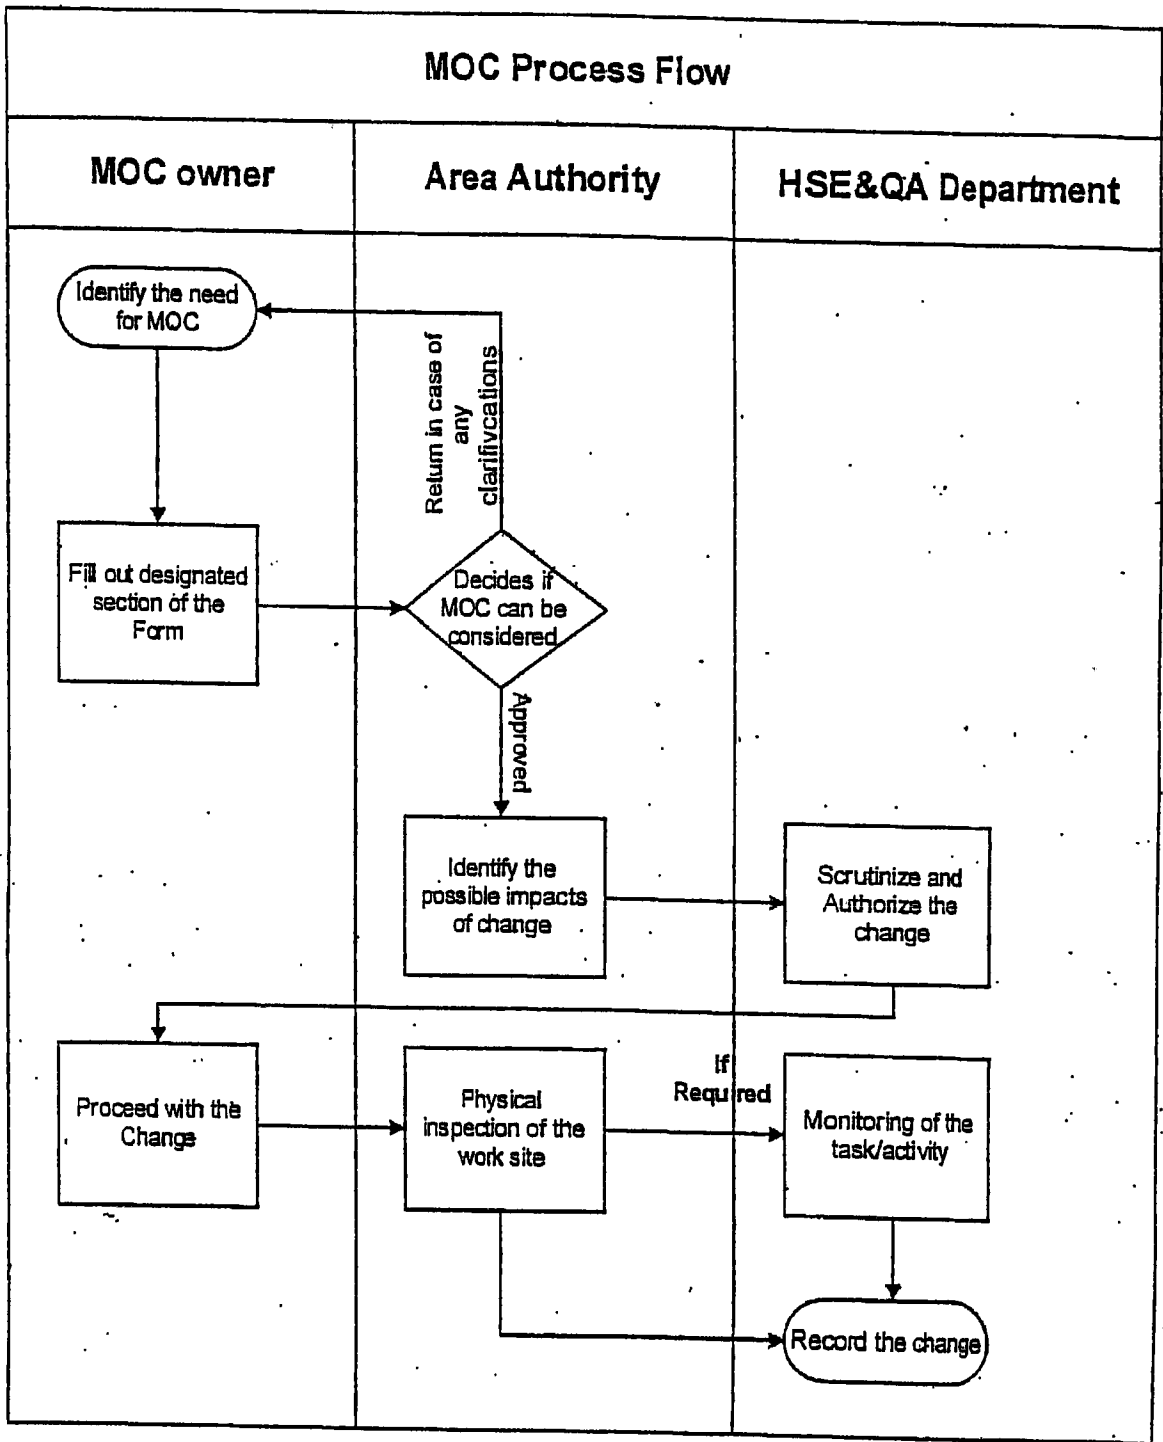 MOC Process Flow
MOC owner
Area Authority
HSE&QA Department
Identify the need
for MOC
Return in case of
any
clarifivcations
Fill out designated
section of the
Form
Decides if
MOC can be
considered
Approved
Identify the
possible impacts
of change
Scrutinize and
Authorize the
change
Proceed with the
Change
Physical
inspection of the
work site
If
Required
Monitoring of the
task/activity
Record the change